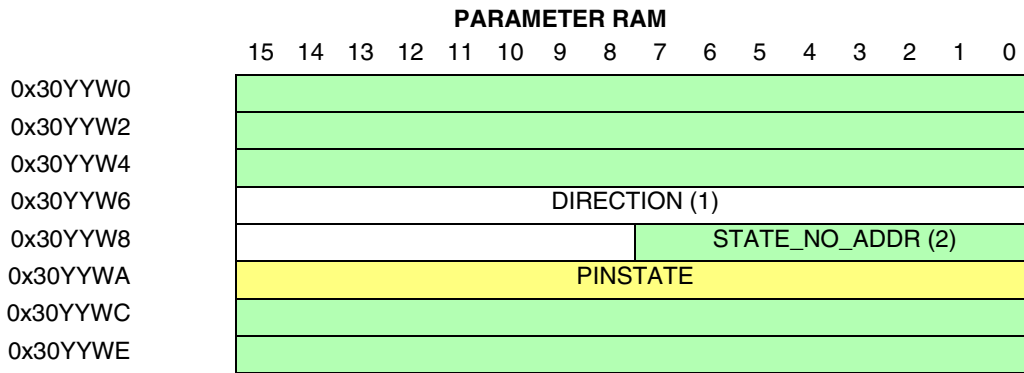 PARAMETER RAM
15 14 13 12 11 10 9 8 7 6 5 4 3 2 1 0
0x30YYW0
0x30YYW2
0x30YYW4
0x30YYW6 DIRECTION (1)
0x30YYW8 STATE_NO_ADDR (2)
0x30YYWA PINSTATE
0x30YYWC
0x30YYWE